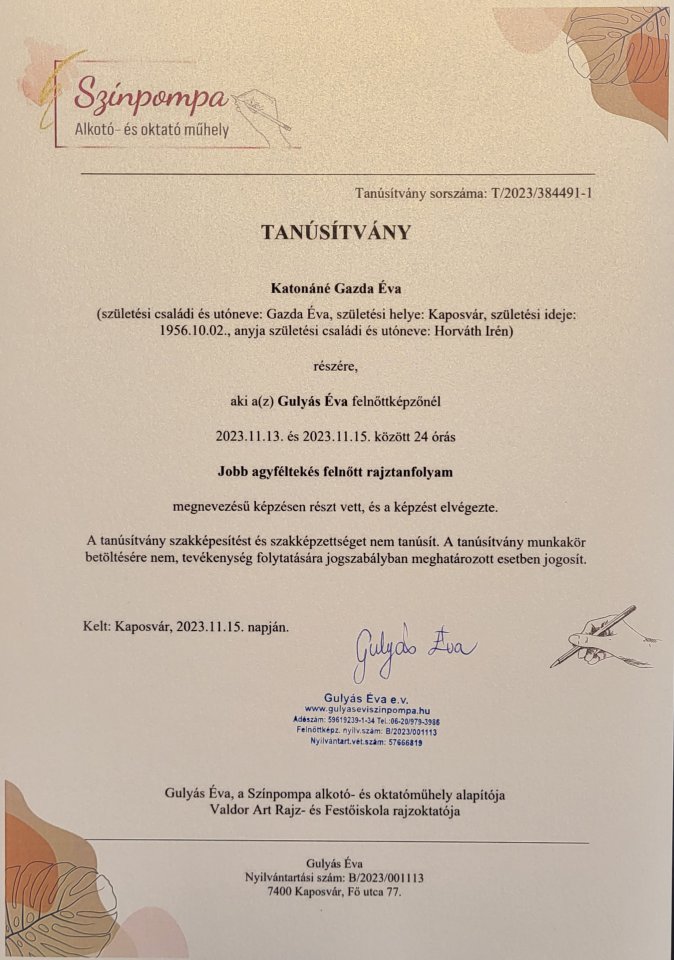 Színpompa
Alkotó- és oktató műhely
Tanúsítvány sorszáma: T/2023/384491-1
TANÚSÍTVÁNY
Katonáné Gazda Éva
(születési családi és utóneve: Gazda Éva, születési helye: Kaposvár, születési ideje:
1956.10.02., anyja születési családi és utóneve: Horváth Irén)
részére,
aki a(z) Gulyás Éva felnőttképzőnél
2023.11.13. és 2023.11.15. között 24 órás
Jobb agyféltekés felnőtt rajztanfolyam
megnevezésű képzésen részt vett, és a képzést elvégezte.
A tanúsítvány szakképesítést és szakképzettséget nem tanúsít. A tanúsítvány munkakör
betöltésére nem, tevékenység folytatására jogszabályban meghatározott esetben jogosít.
Kelt: Kaposvár, 2023.11.15. napján.
Gulyás Éva
Gulyás Éva e.v.
www.gulyaseviszinpompa.hu
Adószám: 59619239-1-34 Tel.:06-20/979-3986
Felnőttképz. nyilv.szám: B/2023/001113
Nyilvántart.vét.szám: 57666819
Gulyás Éva, a Színpompa alkotó- és oktatóműhely alapítója
Valdor Art Rajz- és Festőiskola rajzoktatója
Gulyás Éva
Nyilvántartási szám: B/2023/001113
7400 Kaposvár, Fő utca 77.